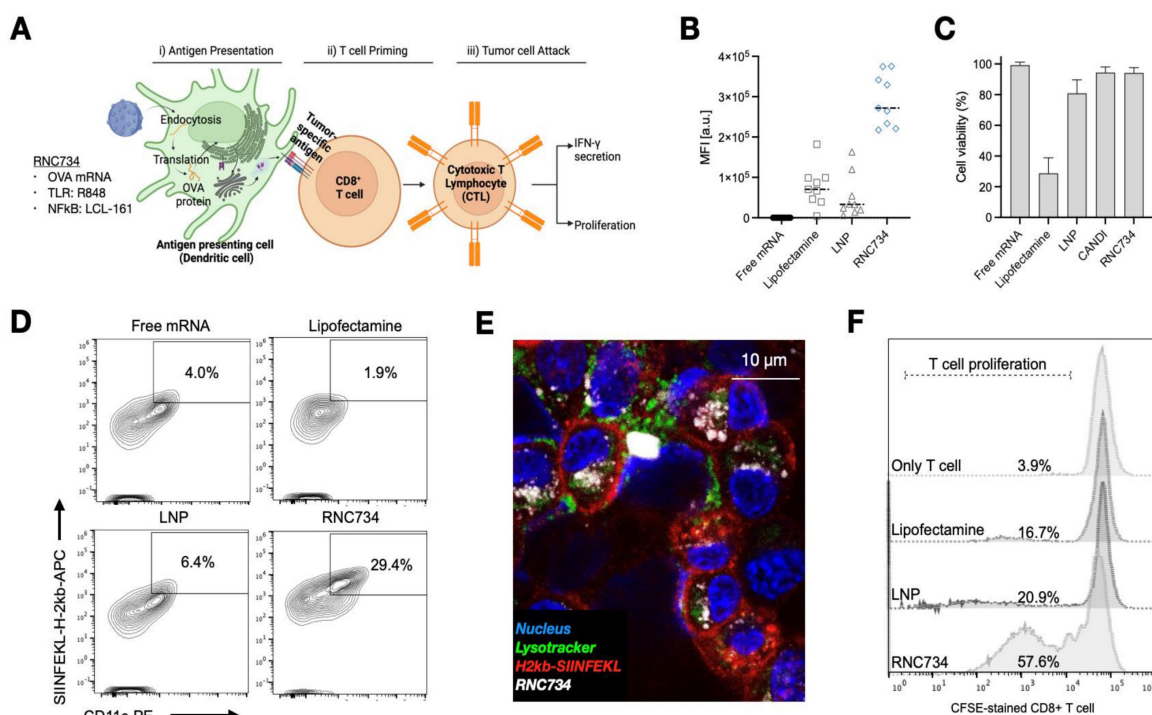 A
i) Antigen Presentation
ii) T cell Priming
iii) Tumor cell Attack
Endocytosis
Translation
OVA
protein
RNC734
• OVA mRNA
• TLR: R848
• NFkB: LCL-161
Antigen presenting cell
(Dendritic cell)
Tumor-
specific
antigen
CD8+
T cell
Cytotoxic T
Lymphocyte
(CTL)
IFN-γ
secretion
Proliferation
B
MFI [a.u.]
4×10⁵
3×10⁵
2×10⁵
1×10⁵
0
Free mRNA
Lipofectamine
LNP
RNC734
C
Cell viability (%)
100
80
60
40
20
0
Free mRNA
Lipofectamine
LNP
CANDI
RNC734
D
Free mRNA
Lipofectamine
4.0%
1.9%
LNP
RNC734
6.4%
29.4%
SIINFEKL-H-2kb-APC
E
10 µm
Nucleus
Lysotracker
H2kb-SIINFEKL
RNC734
F
T cell proliferation
Only T cell
3.9%
Lipofectamine
16.7%
LNP
20.9%
RNC734
57.6%
10⁰ 10¹ 10² 10³ 10⁴ 10⁵
CFSE-stained CD8+ T cell